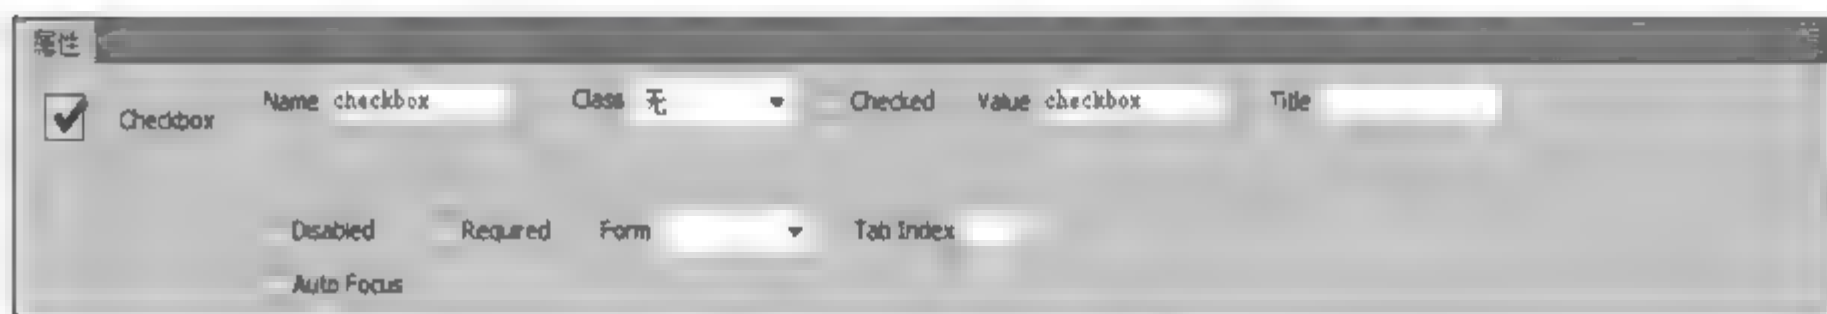 属性
Checkbox Name checkbox Class 无 Checked Value checkbox Title
Disabled Required Form Tab Index
Auto Focus